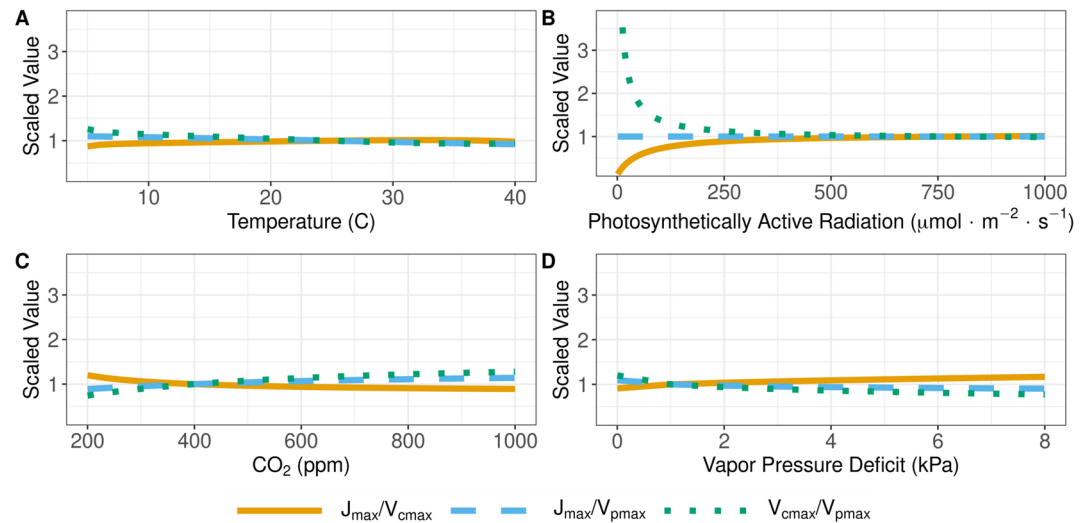 A
Scaled Value
3
2
1
10 20 30 40
Temperature (C)
B
Scaled Value
3
2
1
0 250 500 750 1000
Photosynthetically Active Radiation (μmol · m⁻² · s⁻¹)
C
Scaled Value
3
2
1
200 400 600 800 1000
CO₂ (ppm)
D
Scaled Value
3
2
1
0 2 4 6 8
Vapor Pressure Deficit (kPa)
Jmax/Vcmax Jmax/Vpmax Vcmax/Vpmax